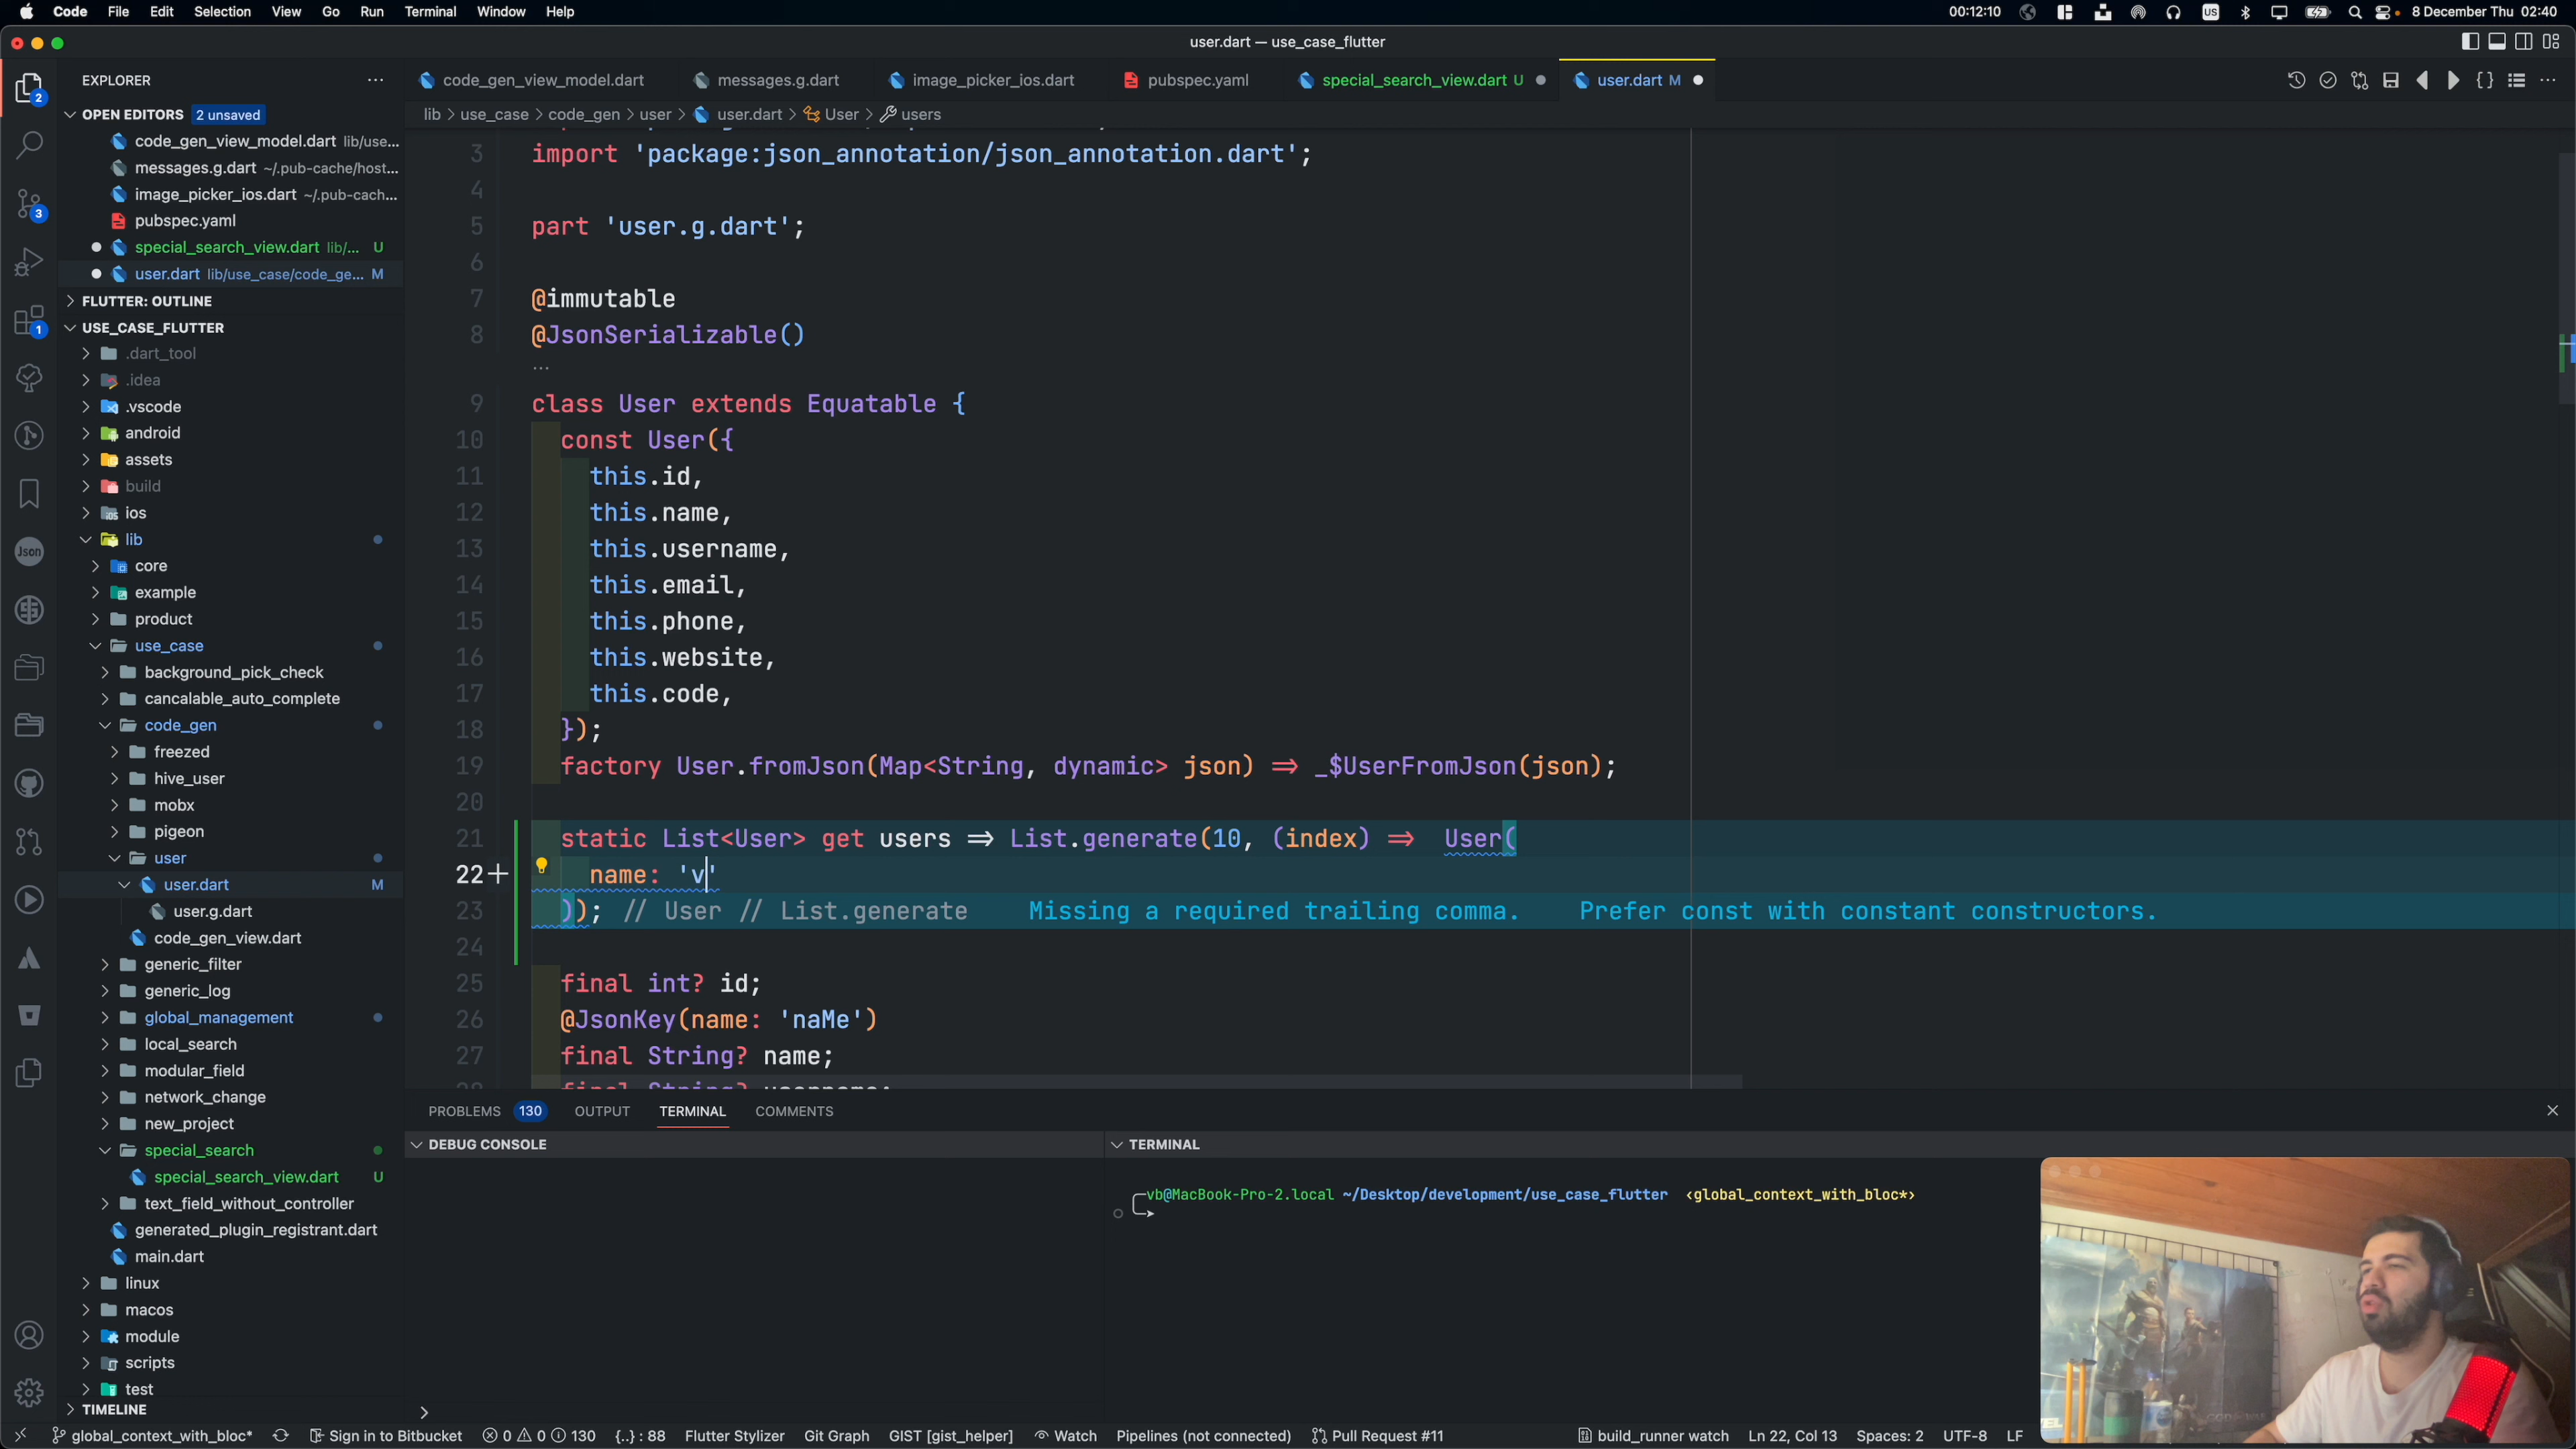 Code File Edit Selection View Go Run Terminal Window Help 00:12:10 US 8 December Thu 02:40
user.dart — use_case_flutter
EXPLORER
OPEN EDITORS 2 unsaved
code_gen_view_model.dart lib/use...
messages.g.dart ~/.pub-cache/host...
image_picker_ios.dart ~/.pub-cach...
pubspec.yaml
special_search_view.dart lib/... U
user.dart lib/use_case/code_ge... M
FLUTTER: OUTLINE
USE_CASE_FLUTTER
.dart_tool
.idea
.vscode
android
assets
build
ios
lib
core
example
product
use_case
background_pick_check
cancalable_auto_complete
code_gen
freezed
hive_user
mobx
pigeon
user
user.dart M
user.g.dart
code_gen_view.dart
generic_filter
generic_log
global_management
local_search
modular_field
network_change
new_project
special_search
special_search_view.dart U
text_field_without_controller
generated_plugin_registrant.dart
main.dart
linux
macos
module
scripts
test
TIMELINE
2
3
1
Json
code_gen_view_model.dart messages.g.dart image_picker_ios.dart pubspec.yaml special_search_view.dart U user.dart M
lib > use_case > code_gen > user > user.dart > User > users
3 import 'package:json_annotation/json_annotation.dart';
4
5 part 'user.g.dart';
6
7 @immutable
8 @JsonSerializable()
...
9 class User extends Equatable {
10 const User({
11 this.id,
12 this.name,
13 this.username,
14 this.email,
15 this.phone,
16 this.website,
17 this.code,
18 });
19 factory User.fromJson(Map<String, dynamic> json) => _$UserFromJson(json);
20
21 static List<User> get users => List.generate(10, (index) => User(
22 name: 'v'
23 )); // User // List.generate Missing a required trailing comma. Prefer const with constant constructors.
24
25 final int? id;
26 @JsonKey(name: 'naMe')
27 final String? name;
28 final String? username;
PROBLEMS 130 OUTPUT TERMINAL COMMENTS
DEBUG CONSOLE
TERMINAL
vb@MacBook-Pro-2.local ~/Desktop/development/use_case_flutter ‹global_context_with_bloc*›
global_context_with_bloc* Sign in to Bitbucket 0 0 130 {..} : 88 Flutter Stylizer Git Graph GIST [gist_helper] Watch Pipelines (not connected) Pull Request #11 build_runner watch Ln 22, Col 13 Spaces: 2 UTF-8 LF